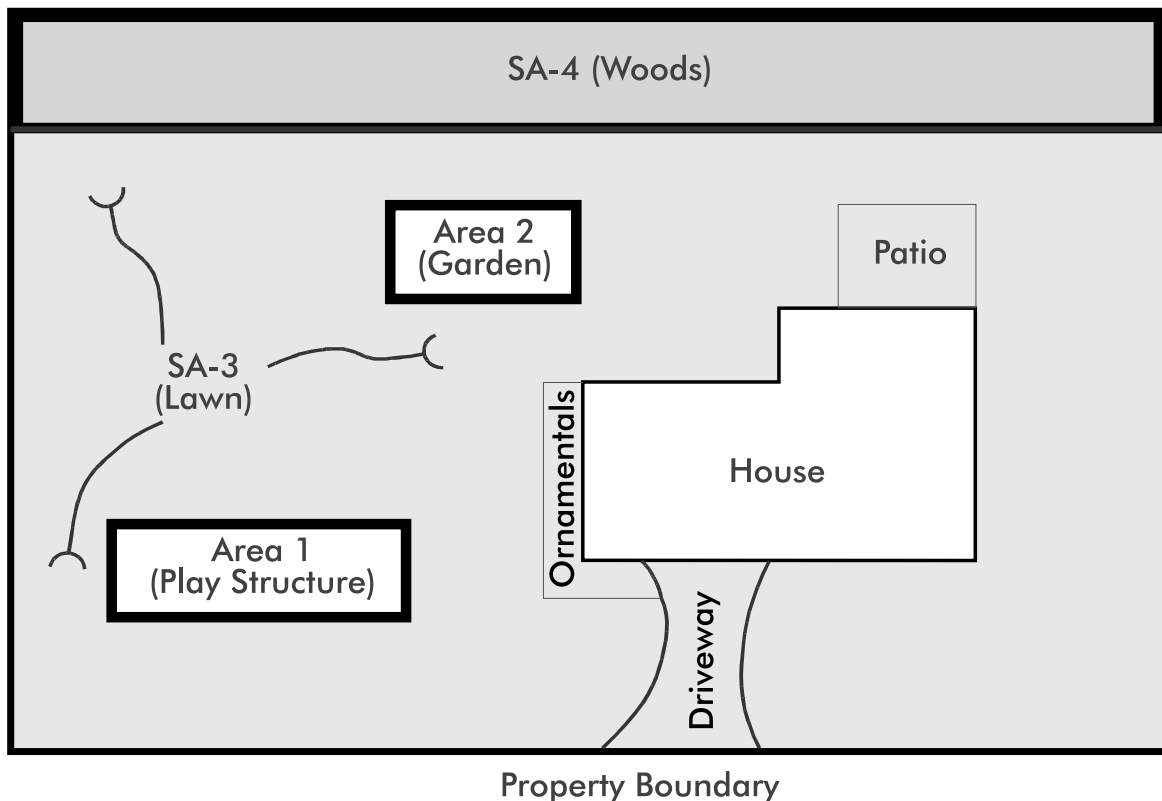 SA-4 (Woods)
Area 2
(Garden)
Patio
SA-3
(Lawn)
Ornamentals
House
Area 1
(Play Structure)
Driveway
Property Boundary